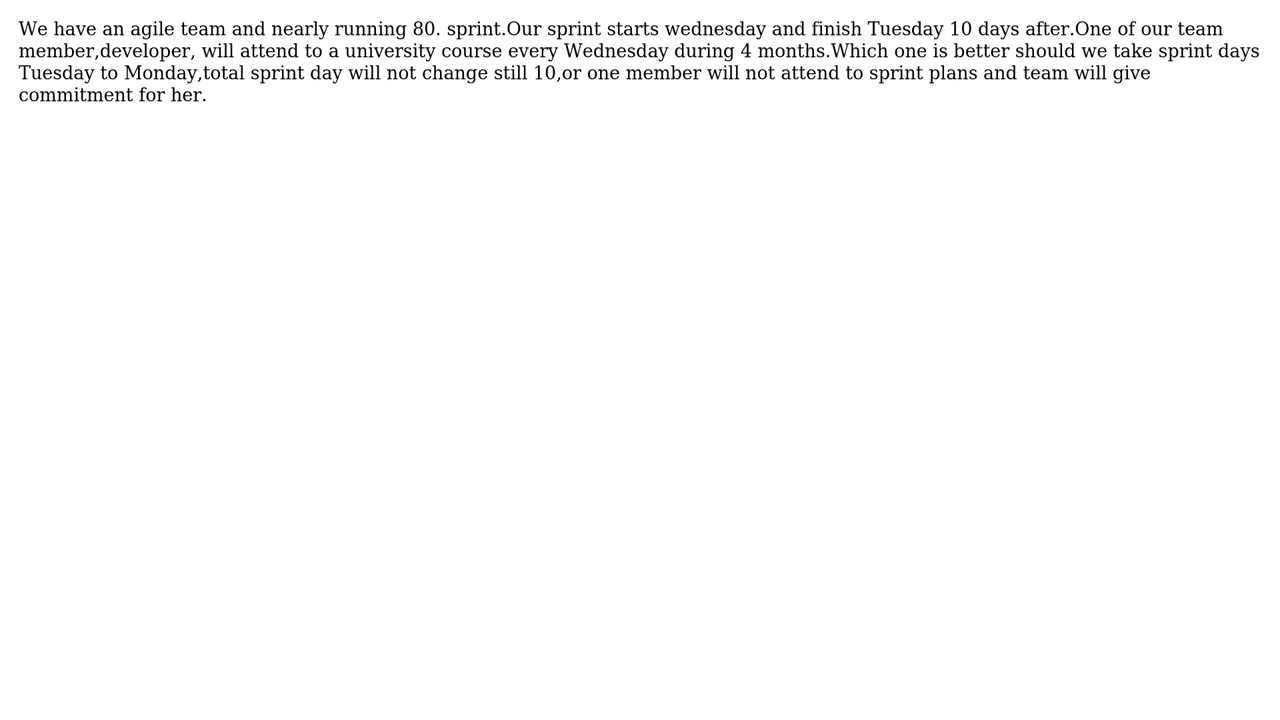 We have an agile team and nearly running 80. sprint.Our sprint starts wednesday and finish Tuesday 10 days after.One of our team
member,developer, will attend to a university course every Wednesday during 4 months.Which one is better should we take sprint days
Tuesday to Monday,total sprint day will not change still 10,or one member will not attend to sprint plans and team will give
commitment for her.